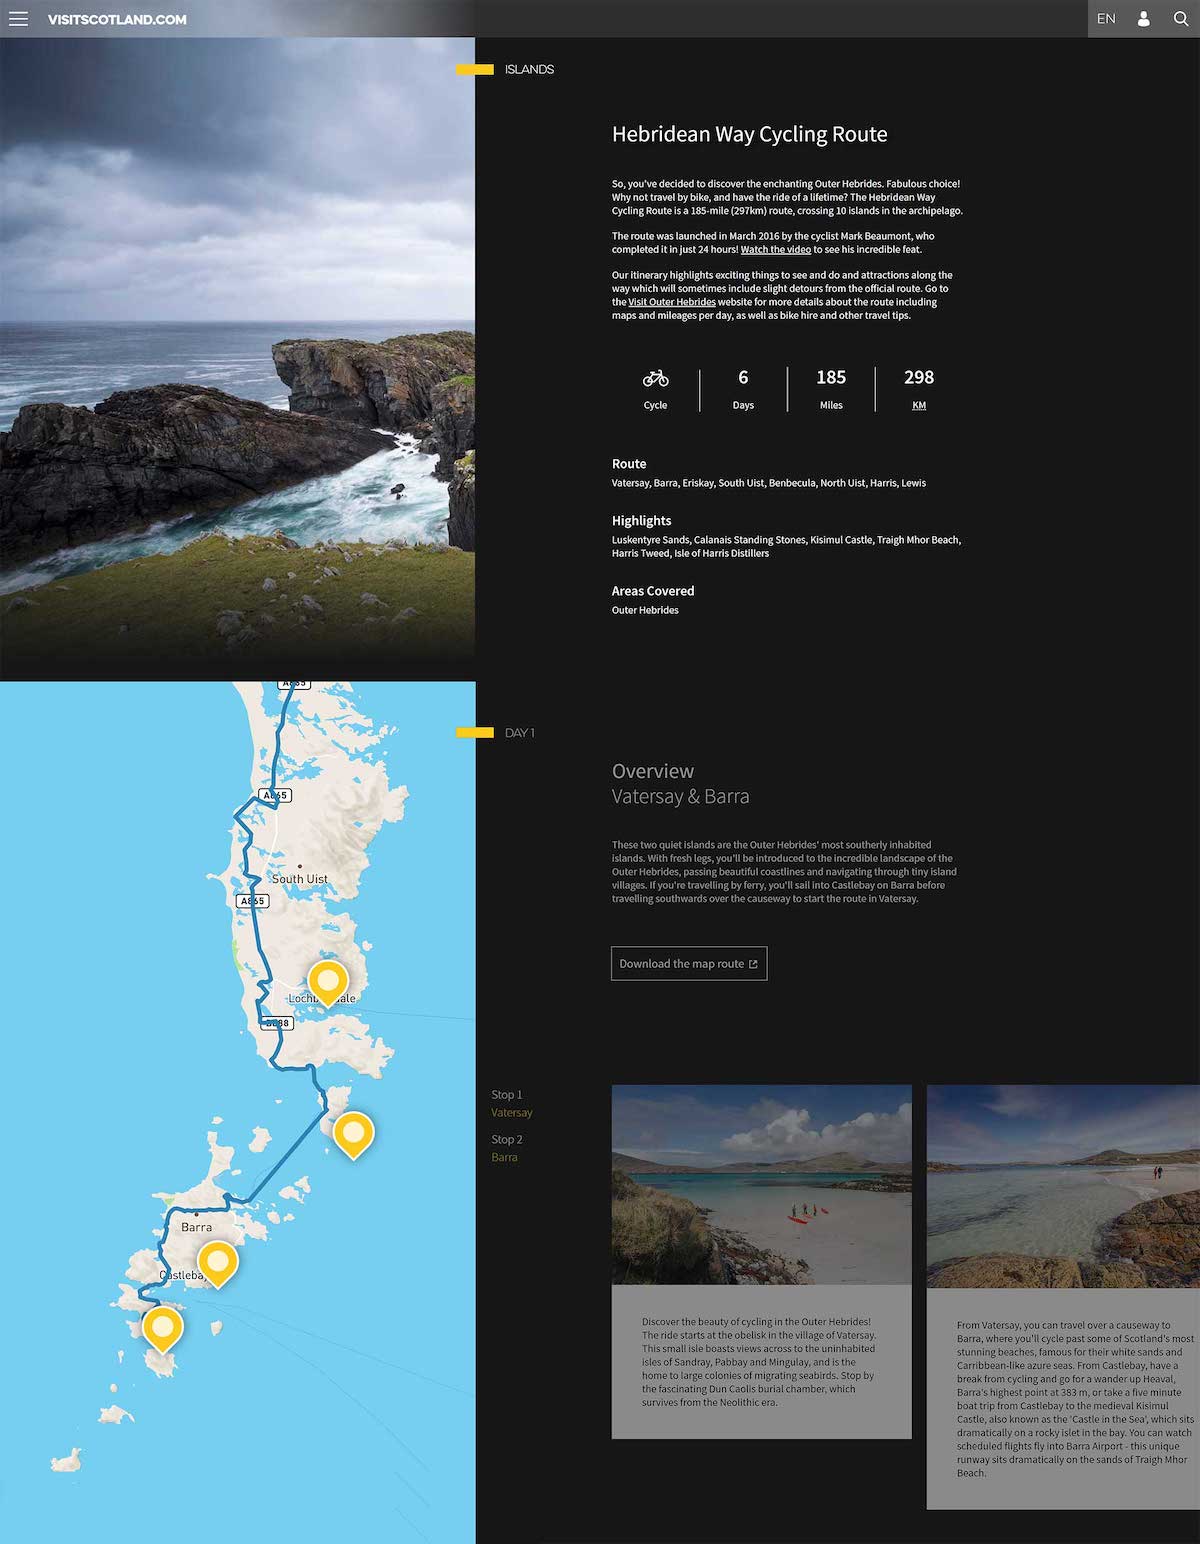 VISITSCOTLAND.COM
EN
ISLANDS
Hebridean Way Cycling Route
So, you've decided to discover the enchanting Outer Hebrides. Fabulous choice!
Why not travel by bike, and have the ride of a lifetime? The Hebridean Way
Cycling Route is a 185-mile (297km) route, crossing 10 islands in the archipelago.
The route was launched in March 2016 by the cyclist Mark Beaumont, who
completed it in just 24 hours! Watch the video to see his incredible feat.
Our itinerary highlights exciting things to see and do and attractions along the
way which will sometimes include slight detours from the official route. Go to
the Visit Outer Hebrides website for more details about the route including
maps and mileages per day, as well as bike hire and other travel tips.
6
185
298
Cycle
Days
Miles
KM
Route
Vatersay, Barra, Eriskay, South Uist, Benbecula, North Uist, Harris, Lewis
Highlights
Luskentyre Sands, Calanais Standing Stones, Kisimul Castle, Traigh Mhor Beach,
Harris Tweed, Isle of Harris Distillers
Areas Covered
Outer Hebrides
A865
South Uist
A865
Barra
DAY 1
Overview
Vatersay & Barra
These two quiet islands are the Outer Hebrides' most southerly inhabited
islands. With fresh legs, you'll be introduced to the incredible landscape of the
Outer Hebrides, passing beautiful coastlines and navigating through tiny island
villages. If you're travelling by ferry, you'll sail into Castlebay on Barra before
travelling southwards over the causeway to start the route in Vatersay.
Download the map route
Stop 1
Vatersay
Stop 2
Barra
Discover the beauty of cycling in the Outer Hebrides!
The ride starts at the obelisk in the village of Vatersay.
This small isle boasts views across to the uninhabited
isles of Sandray, Pabbay and Mingulay, and is the
home to large colonies of migrating seabirds. Stop by
the fascinating Dun Caolis burial chamber, which
survives from the Neolithic era.
From Vatersay, you can travel over a causeway to
Barra, where you'll cycle past some of Scotland's most
stunning beaches, famous for their white sands and
Carribbean-like azure seas. From Castlebay, have a
break from cycling and go for a wander up Heaval,
Barra's highest point at 383 m, or take a five minute
boat trip from Castlebay to the medieval Kisimul
Castle, also known as the 'Castle in the Sea', which sits
dramatically on a rocky islet in the bay. You can watch
scheduled flights fly into Barra Airport - this unique
runway sits dramatically on the sands of Traigh Mhor
Beach.